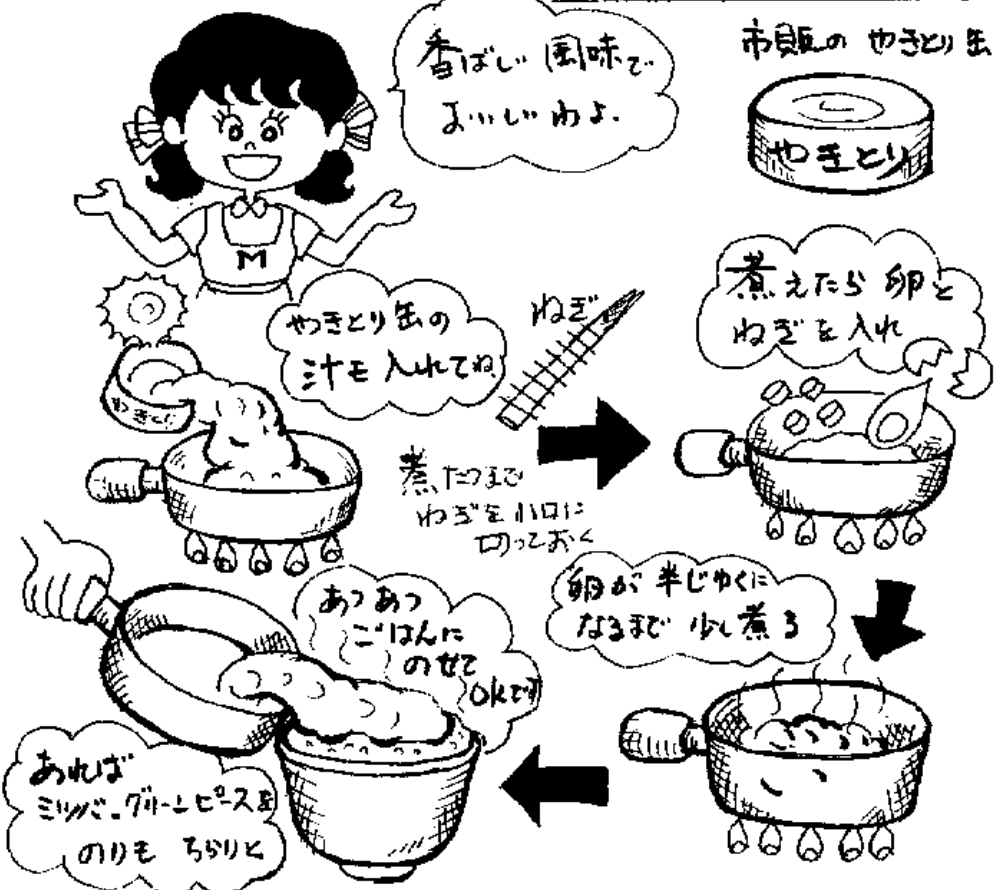 香ばしい風味で
おいしいわよ.
市販の やきとり缶
やきとり
M
やきとり缶の
汁も入れてね
やきとり
ねぎ
煮たつまで
ねぎを小口に
切っておく
煮えたら 卵と
ねぎを入れ
卵が 半じゅくに
なるまで 少し煮る
あつあつ
ごはんに
のせて
OKです
あれば
ミツバ、グリーンピースを
のりも ちらりと